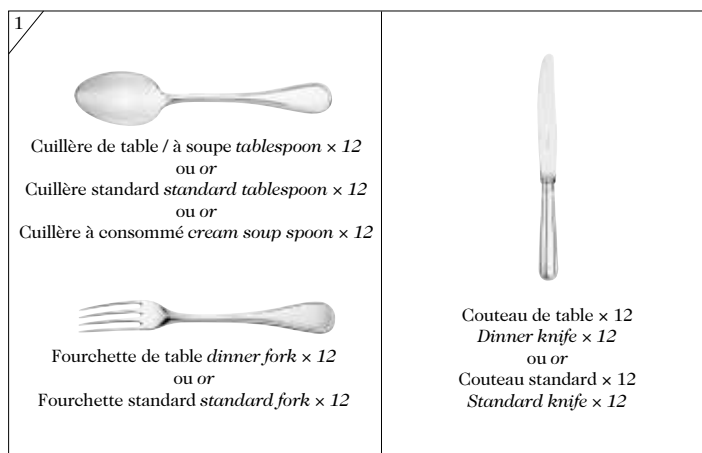 1
Cuillère de table / à soupe tablespoon × 12
ou or
Cuillère standard standard tablespoon × 12
ou or
Cuillère à consommé cream soup spoon × 12
Fourchette de table dinner fork × 12
ou or
Fourchette standard standard fork × 12
Couteau de table × 12
Dinner knife × 12
ou or
Couteau standard × 12
Standard knife × 12